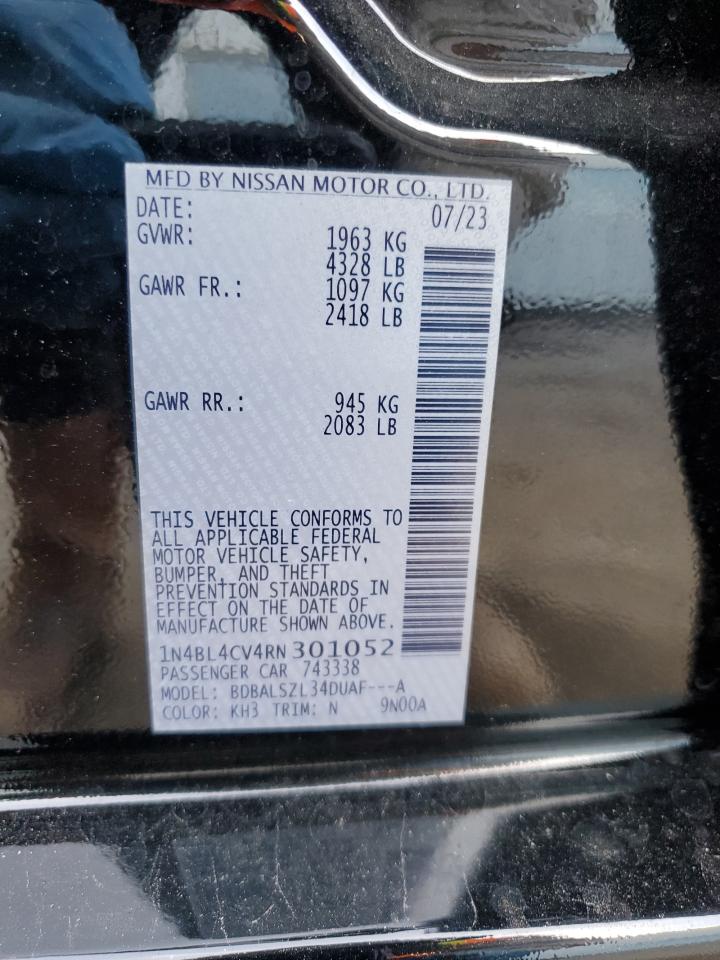 MFD BY NISSAN MOTOR CO., LTD.
DATE: 07/23
GVWR: 1963 KG
4328 LB
GAWR FR.: 1097 KG
2418 LB
GAWR RR.: 945 KG
2083 LB
THIS VEHICLE CONFORMS TO
ALL APPLICABLE FEDERAL
MOTOR VEHICLE SAFETY,
BUMPER, AND THEFT
PREVENTION STANDARDS IN
EFFECT ON THE DATE OF
MANUFACTURE SHOWN ABOVE.
1N4BL4CV4RN301052
PASSENGER CAR 743338
MODEL: BDBALSZL34DUAF---A
COLOR: KH3 TRIM: N 9N00A